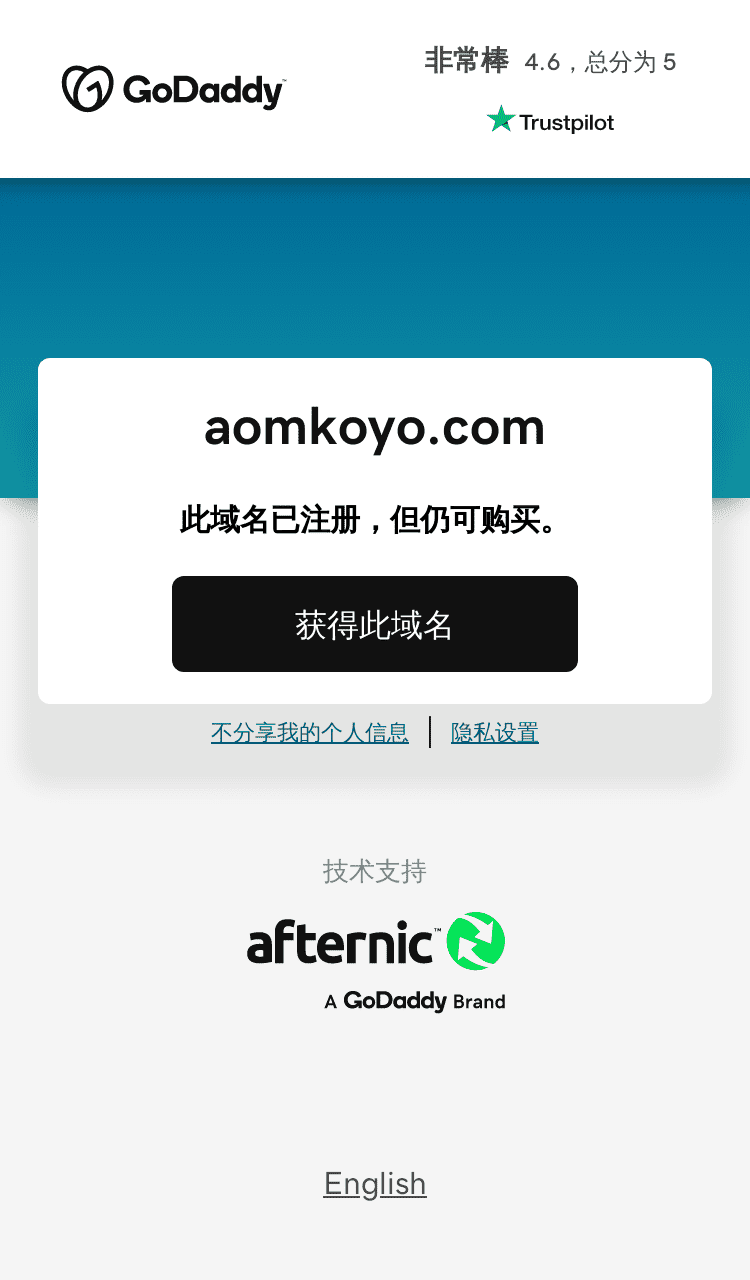 GoDaddy™
非常棒 4.6，总分为 5
Trustpilot
aomkoyo.com
此域名已注册，但仍可购买。
获得此域名
不分享我的个人信息 | 隐私设置
技术支持
afternic™
A GoDaddy Brand
English